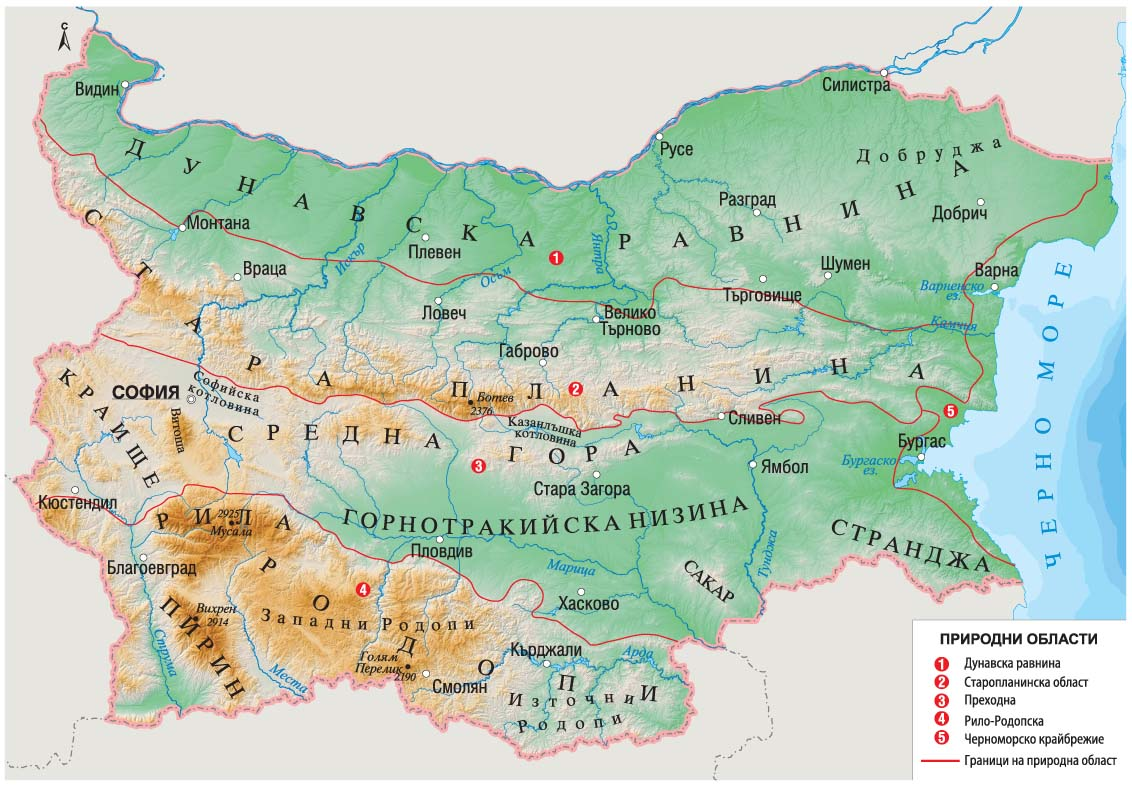 С
Видин
Силистра
Русе
Добруджа
ДУНАВСКА РАВНИНА
Разград
Добрич
Монтана
Плевен
Искър
Янтра
1
Осъм
Враца
Шумен
Варна
Търговище
Варненско
ез.
Ловеч
Велико
Търново
Камчия
СТАРА ПЛАНИНА
Габрово
2
СОФИЯ
Софийска
котловина
Ботев
2376
КРАИЩЕ
Витоша
Казанлъшка
котловина
Сливен
5
СРЕДНА ГОРА
Бургас
3
Ямбол
Бургаско
ез.
Стара Загора
ЧЕРНО МОРЕ
Кюстендил
РИЛА
2925
Мусала
ГОРНОТРАКИЙСКА НИЗИНА
СТРАНДЖА
Пловдив
Тунджа
Благоевград
Марица
САКАР
4
Хасково
РОДОПИ
Западни Родопи
ПИРИН
Вихрен
2914
Струма
Места
Голям
Перелик
2190
Смолян
Кърджали
Арда
Източни
Родопи
ПРИРОДНИ ОБЛАСТИ
1 Дунавска равнина
2 Старопланинска област
3 Преходна
4 Рило-Родопска
5 Черноморско крайбрежие
Граници на природна област